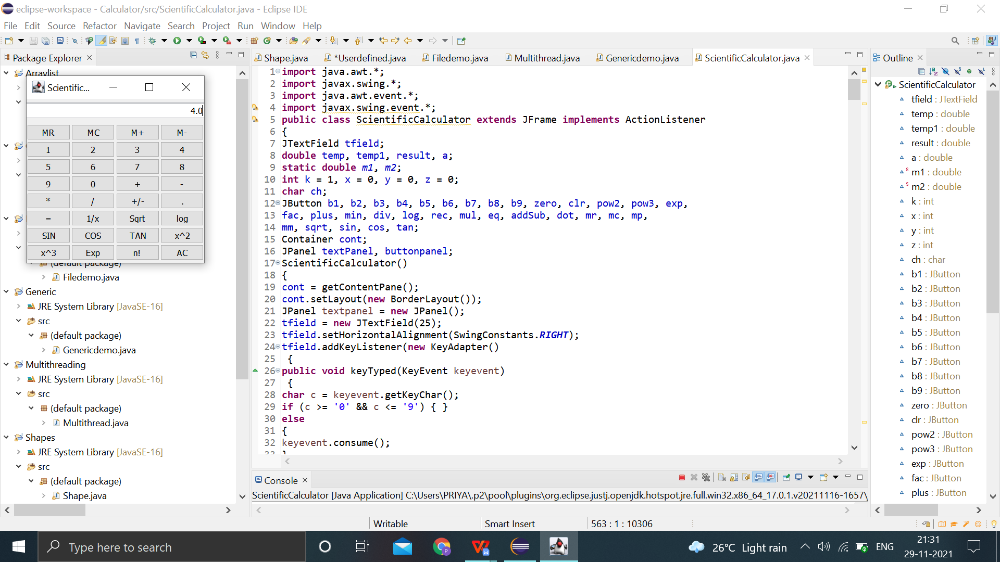 eclipse-workspace - Calculator/src/ScientificCalculator.java - Eclipse IDE
File Edit Source Refactor Navigate Search Project Run Window Help
Package Explorer
Arraylist
Scientific...
4.0
MR MC M+ M-
1 2 3 4
5 6 7 8
9 0 + -
* / +/- .
= 1/x Sqrt log
SIN COS TAN x^2
x^3 Exp n! AC
(default package)
Filedemo.java
Generic
JRE System Library [JavaSE-16]
src
(default package)
Genericdemo.java
Multithreading
JRE System Library [JavaSE-16]
src
(default package)
Multithread.java
Shapes
JRE System Library [JavaSE-16]
src
(default package)
Shape.java
Shape.java *Userdefined.java Filedemo.java Multithread.java Genericdemo.java ScientificCalculator.java
1 import java.awt.*;
2 import javax.swing.*;
3 import java.awt.event.*;
4 import javax.swing.event.*;
5 public class ScientificCalculator extends JFrame implements ActionListener
6 {
7 JTextField tfield;
8 double temp, temp1, result, a;
9 static double m1, m2;
10 int k = 1, x = 0, y = 0, z = 0;
11 char ch;
12 JButton b1, b2, b3, b4, b5, b6, b7, b8, b9, zero, clr, pow2, pow3, exp,
13 fac, plus, min, div, log, rec, mul, eq, addSub, dot, mr, mc, mp,
14 mm, sqrt, sin, cos, tan;
15 Container cont;
16 JPanel textPanel, buttonpanel;
17 ScientificCalculator()
18 {
19 cont = getContentPane();
20 cont.setLayout(new BorderLayout());
21 JPanel textpanel = new JPanel();
22 tfield = new JTextField(25);
23 tfield.setHorizontalAlignment(SwingConstants.RIGHT);
24 tfield.addKeyListener(new KeyAdapter()
25 {
26 public void keyTyped(KeyEvent keyevent)
27 {
28 char c = keyevent.getKeyChar();
29 if (c >= '0' && c <= '9') { }
30 else
31 {
32 keyevent.consume();
33 }
Console
ScientificCalculator [Java Application] C:\Users\PRIYA\.p2\pool\plugins\org.eclipse.justj.openjdk.hotspot.jre.full.win32.x86_64_17.0.1.v20211116-1657\
Outline
ScientificCalculator
tfield : JTextField
temp : double
temp1 : double
result : double
a : double
m1 : double
m2 : double
k : int
x : int
y : int
z : int
ch : char
b1 : JButton
b2 : JButton
b3 : JButton
b4 : JButton
b5 : JButton
b6 : JButton
b7 : JButton
b8 : JButton
b9 : JButton
zero : JButton
clr : JButton
pow2 : JButton
pow3 : JButton
exp : JButton
fac : JButton
plus : JButton
Writable Smart Insert 563 : 1 : 10306
Type here to search
26°C Light rain
ENG
21:31
29-11-2021